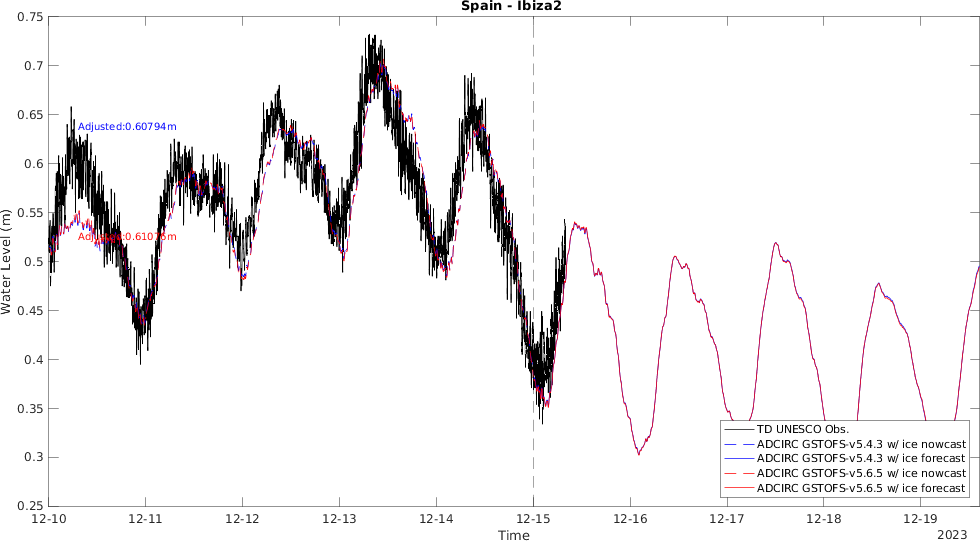 Spain - Ibiza2
0.75
0.7
0.65
0.6
0.55
0.5
0.45
0.4
0.35
0.3
0.25
Water Level (m)
Adjusted:0.60794m
TD UNESCO Obs.
ADCIRC GSTOFS-v5.4.3 w/ ice nowcast
ADCIRC GSTOFS-v5.4.3 w/ ice forecast
ADCIRC GSTOFS-v5.6.5 w/ ice nowcast
ADCIRC GSTOFS-v5.6.5 w/ ice forecast
12-10 12-11 12-12 12-13 12-14 12-15 12-16 12-17 12-18 12-19
Time
2023